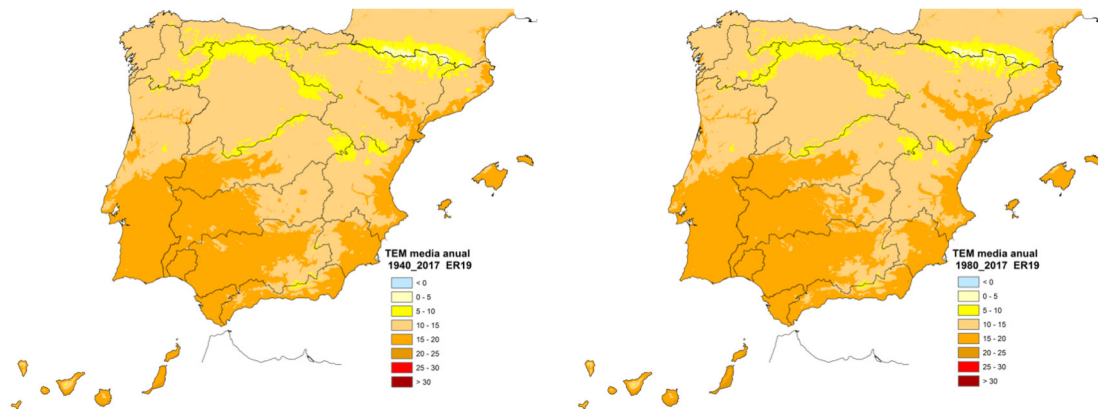 TEM media anual
1940_2017 ER19
< 0
0 - 5
5 - 10
10 - 15
15 - 20
20 - 25
25 - 30
> 30
TEM media anual
1980_2017 ER19
< 0
0 - 5
5 - 10
10 - 15
15 - 20
20 - 25
25 - 30
> 30